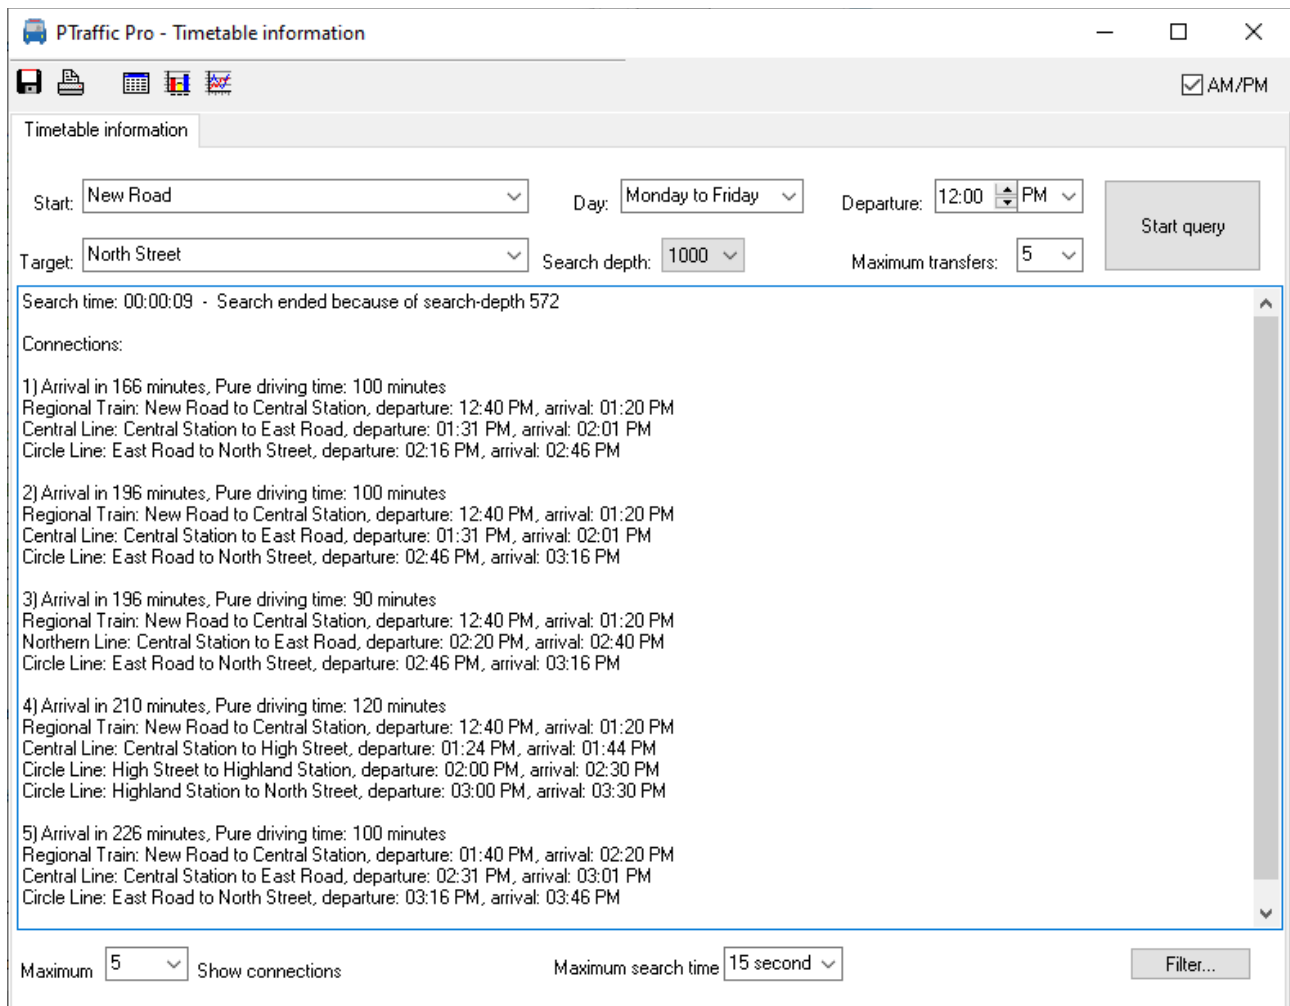 PTraffic Pro - Timetable information
AM/PM
Timetable information
Start: New Road Day: Monday to Friday Departure: 12:00 PM Start query
Target: North Street Search depth: 1000 Maximum transfers: 5
Search time: 00:00:09 - Search ended because of search-depth 572
Connections:
1) Arrival in 166 minutes, Pure driving time: 100 minutes
Regional Train: New Road to Central Station, departure: 12:40 PM, arrival: 01:20 PM
Central Line: Central Station to East Road, departure: 01:31 PM, arrival: 02:01 PM
Circle Line: East Road to North Street, departure: 02:16 PM, arrival: 02:46 PM
2) Arrival in 196 minutes, Pure driving time: 100 minutes
Regional Train: New Road to Central Station, departure: 12:40 PM, arrival: 01:20 PM
Central Line: Central Station to East Road, departure: 01:31 PM, arrival: 02:01 PM
Circle Line: East Road to North Street, departure: 02:46 PM, arrival: 03:16 PM
3) Arrival in 196 minutes, Pure driving time: 90 minutes
Regional Train: New Road to Central Station, departure: 12:40 PM, arrival: 01:20 PM
Northern Line: Central Station to East Road, departure: 02:20 PM, arrival: 02:40 PM
Circle Line: East Road to North Street, departure: 02:46 PM, arrival: 03:16 PM
4) Arrival in 210 minutes, Pure driving time: 120 minutes
Regional Train: New Road to Central Station, departure: 12:40 PM, arrival: 01:20 PM
Central Line: Central Station to High Street, departure: 01:24 PM, arrival: 01:44 PM
Circle Line: High Street to Highland Station, departure: 02:00 PM, arrival: 02:30 PM
Circle Line: Highland Station to North Street, departure: 03:00 PM, arrival: 03:30 PM
5) Arrival in 226 minutes, Pure driving time: 100 minutes
Regional Train: New Road to Central Station, departure: 01:40 PM, arrival: 02:20 PM
Central Line: Central Station to East Road, departure: 02:31 PM, arrival: 03:01 PM
Circle Line: East Road to North Street, departure: 03:16 PM, arrival: 03:46 PM
Maximum 5 Show connections Maximum search time 15 second Filter...